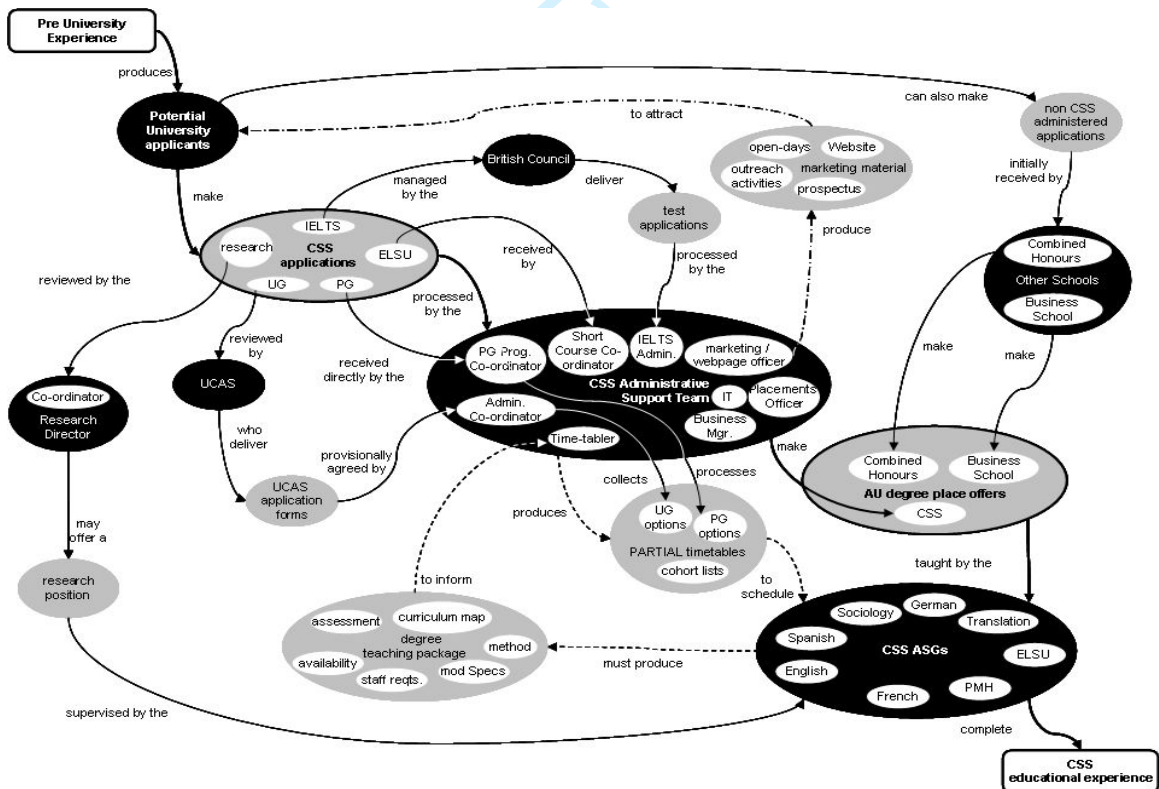 Pre University
Experience
produces
Potential
University
applicants
to attract
can also make
non CSS
administered
applications
open-days
Website
outreach
activities
marketing material
prospectus
British Council
managed
by the
deliver
initially
received by
make
IELTS
research
CSS
applications
ELSU
UG
PG
test
applications
produce
received
by
processed
by the
Combined
Honours
Other Schools
Business
School
reviewed by the
processed
by the
reviewed
by
received
directly by the
PG Prog.
Co-ordinator
Short
Course Co-
ordinator
IELTS
Admin.
marketing /
webpage officer
CSS Administrative
Support Team
IT
Placements
Officer
Admin.
Co-ordinator
Business
Mgr.
Time-tabler
make
make
UCAS
Co-ordinator
Research
Director
who
deliver
provisionally
agreed by
make
collects
processes
Combined
Honours
Business
School
AU degree place offers
CSS
UCAS
application
forms
produces
UG
options
PG
options
PARTIAL timetables
cohort lists
may
offer a
taught by the
research
position
to inform
to
schedule
assessment
curriculum map
degree
teaching package
method
availability
mod Specs
staff reqts.
must produce
Sociology
German
Translation
Spanish
CSS ASGs
ELSU
English
French
PMH
supervised by the
complete
CSS
educational experience